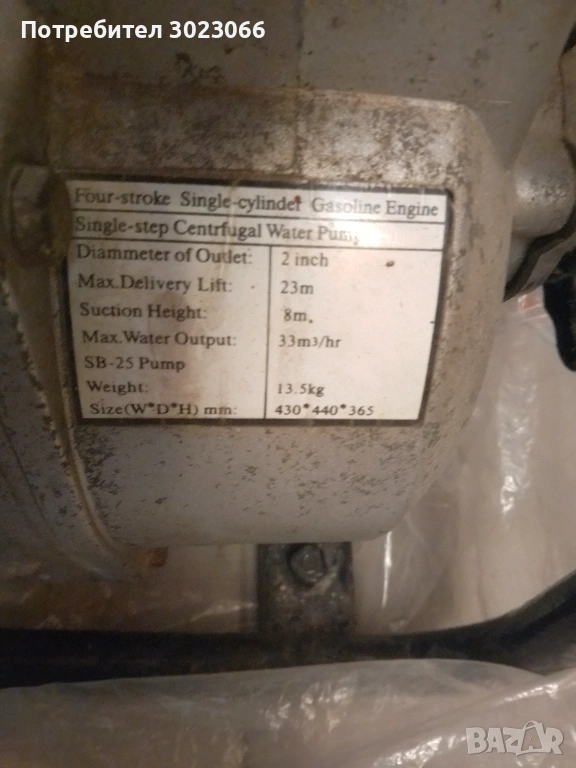 Потребител 3023066
Four-stroke Single-cylinder Gasoline Engine
Single-step Centrfugal Water Pump
Diammeter of Outlet: 2 inch
Max.Delivery Lift: 23m
Suction Height: 8m.
Max.Water Output: 33m³/hr
SB-25 Pump
Weight: 13.5kg
Size(W*D*H) mm: 430*440*365
BAZAR